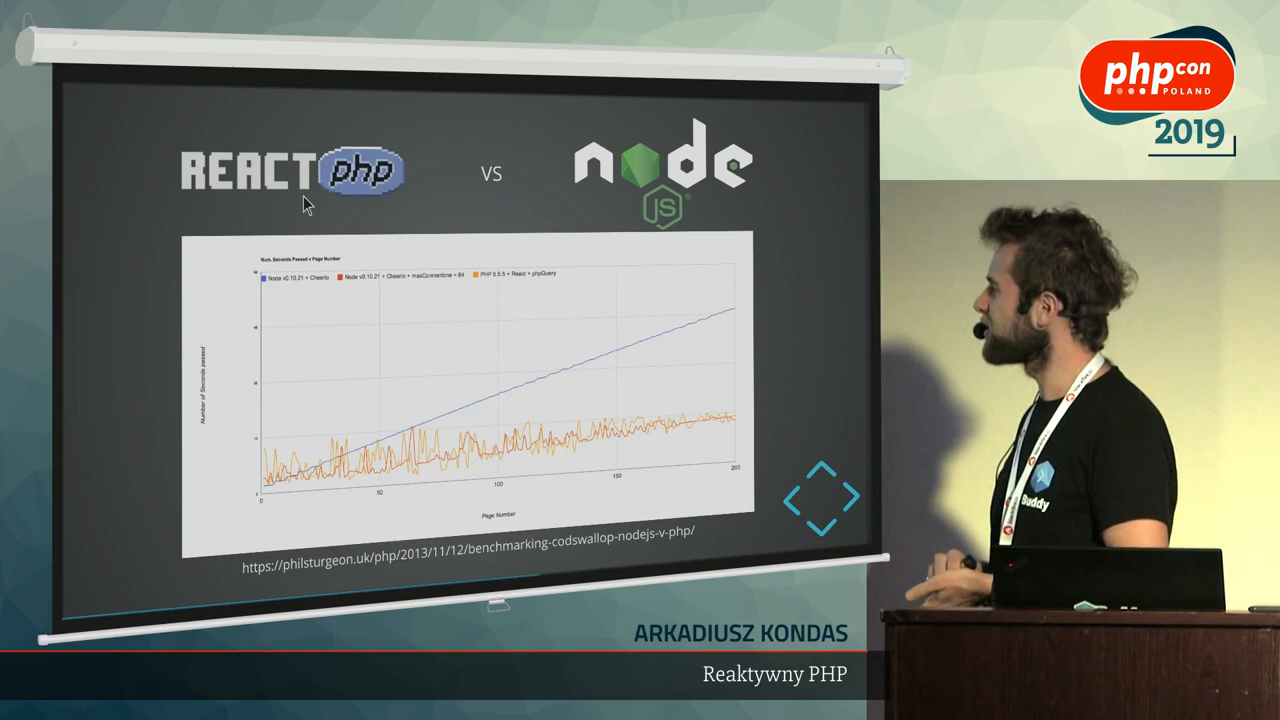 REACT php
VS
node
JS
Num. Seconds Passed v Page Number
Node v0.10.21 + Cheerio
Node v0.10.21 + Cheerio + maxConnections = 64
PHP 5.5.5 + React + phpQuery
Number of Seconds passed
0
50
100
150
200
Page Number
https://philsturgeon.uk/php/2013/11/12/benchmarking-codswallop-nodejs-v-php/
phpcon
POLAND
2019
Buddy
ARKADIUSZ KONDAS
Reaktywny PHP